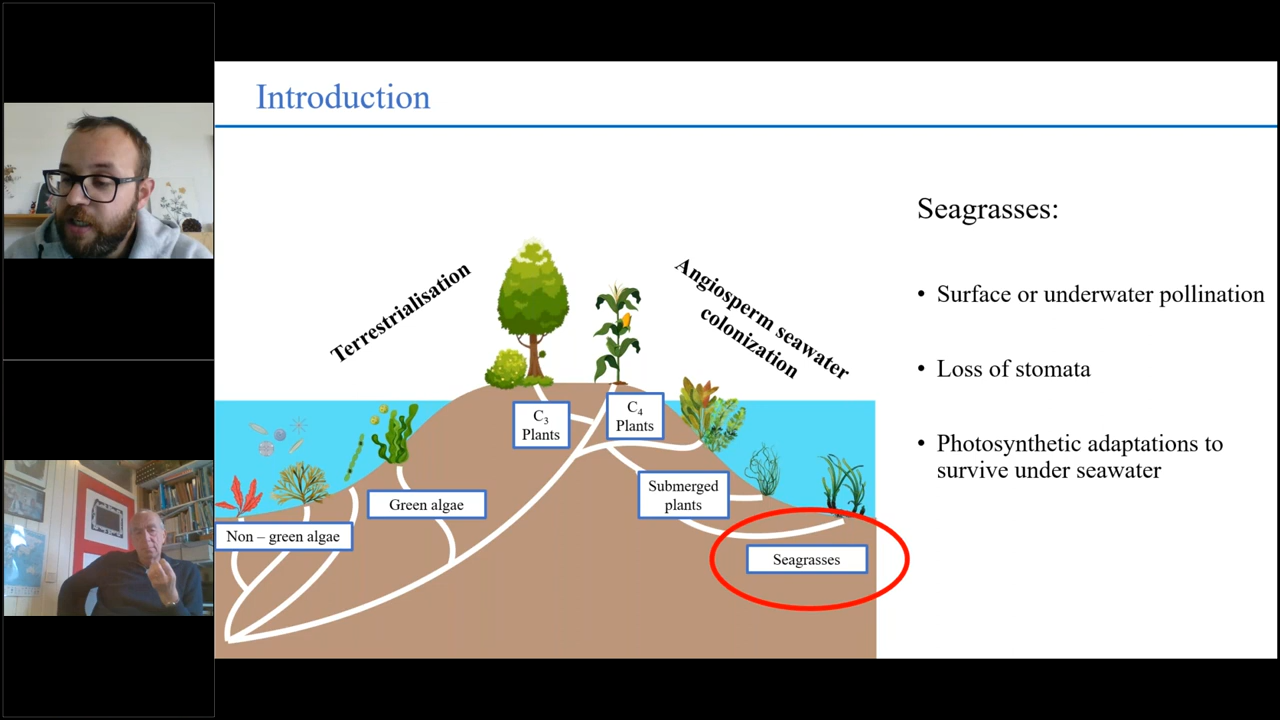 Introduction
Terrestrialisation
Angiosperm seawater
colonization
C3
Plants
C4
Plants
Green algae
Submerged
plants
Non – green algae
Seagrasses
Seagrasses:
• Surface or underwater pollination
• Loss of stomata
• Photosynthetic adaptations to
survive under seawater